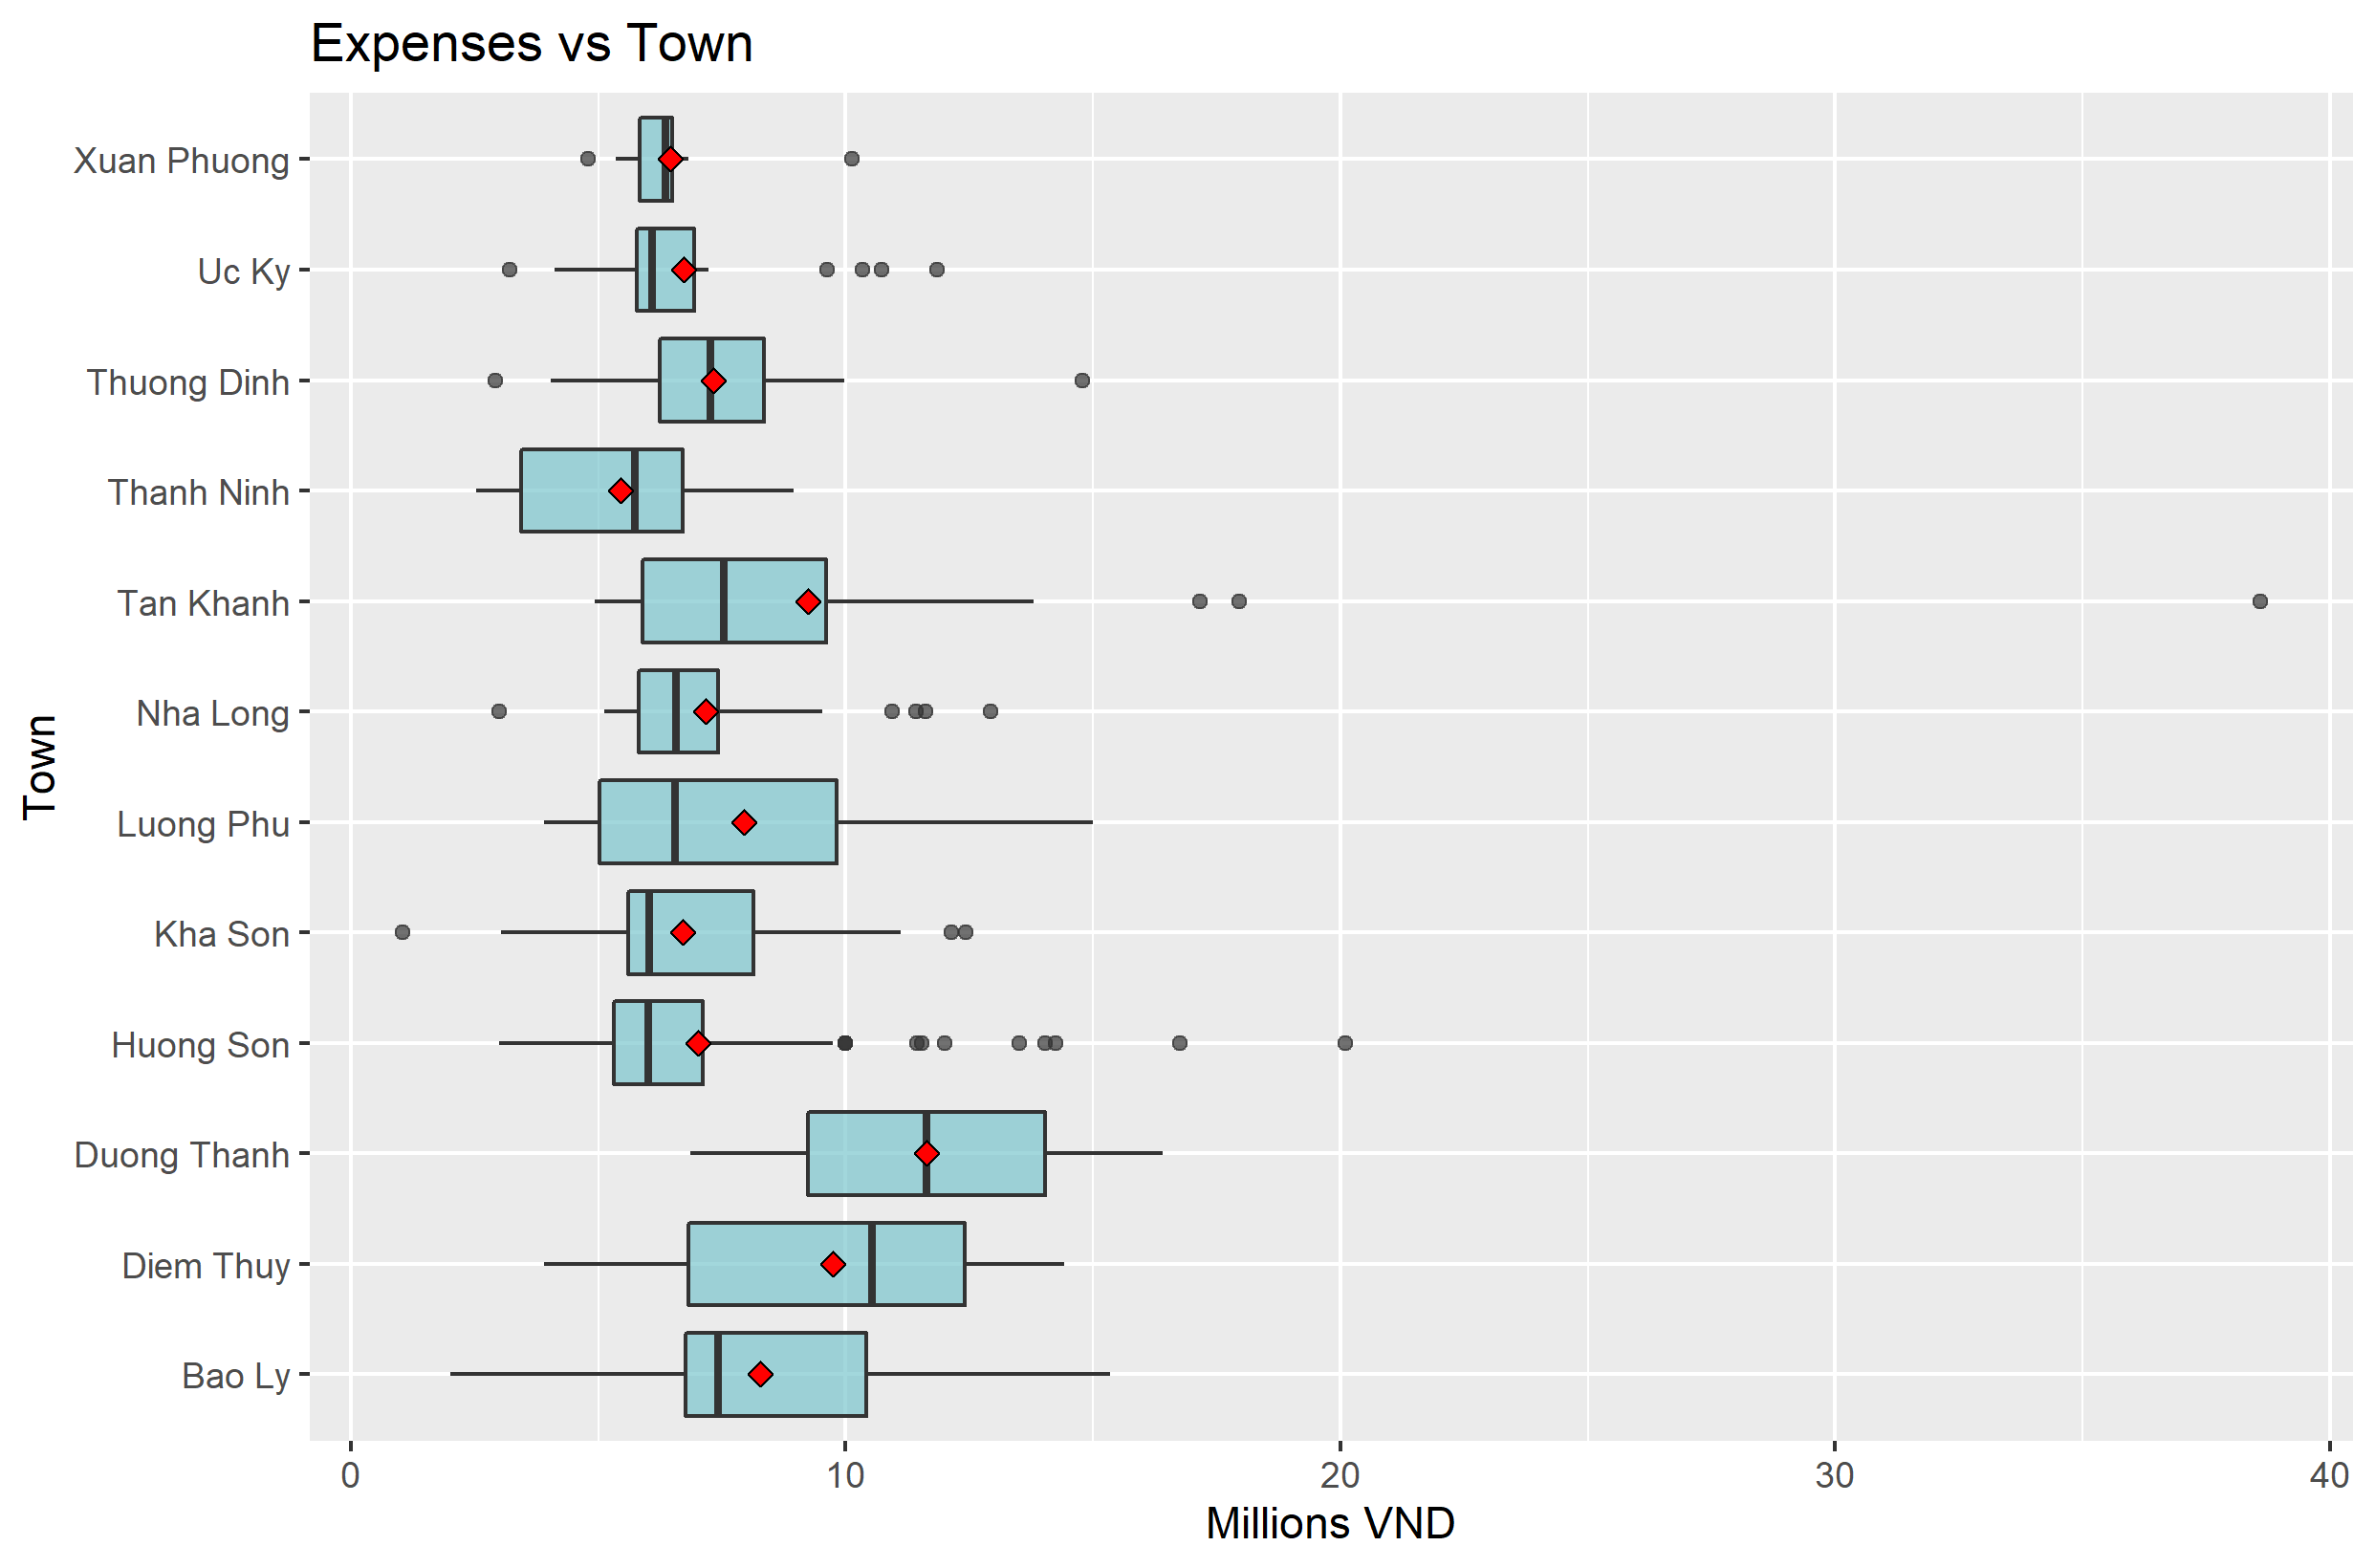 Expenses vs Town
Xuan Phuong
Uc Ky
Thuong Dinh
Thanh Ninh
Tan Khanh
Nha Long
Luong Phu
Kha Son
Huong Son
Duong Thanh
Diem Thuy
Bao Ly
Town
0 10 20 30 40
Millions VND